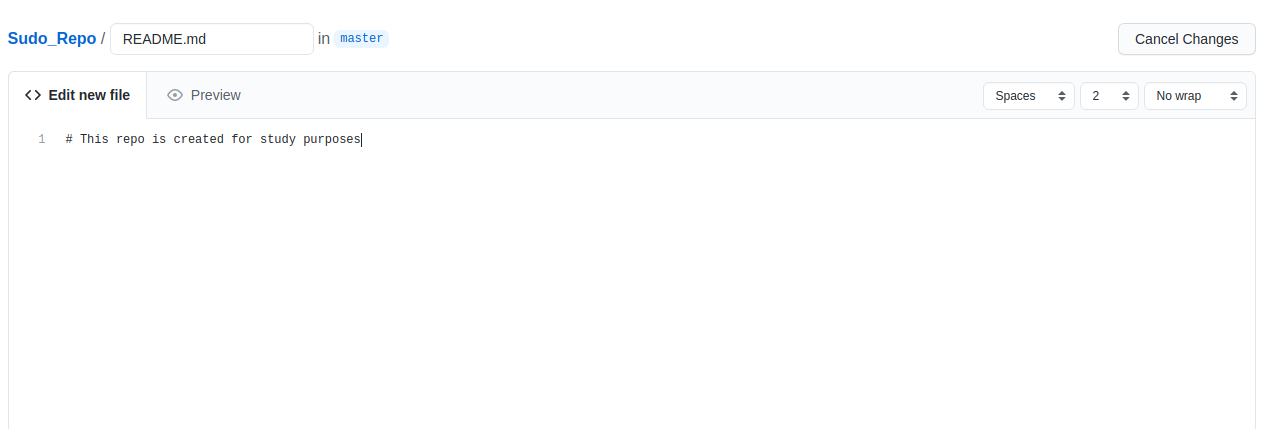 Sudo_Repo / README.md in master Cancel Changes
Edit new file Preview Spaces 2 No wrap
1 # This repo is created for study purposes